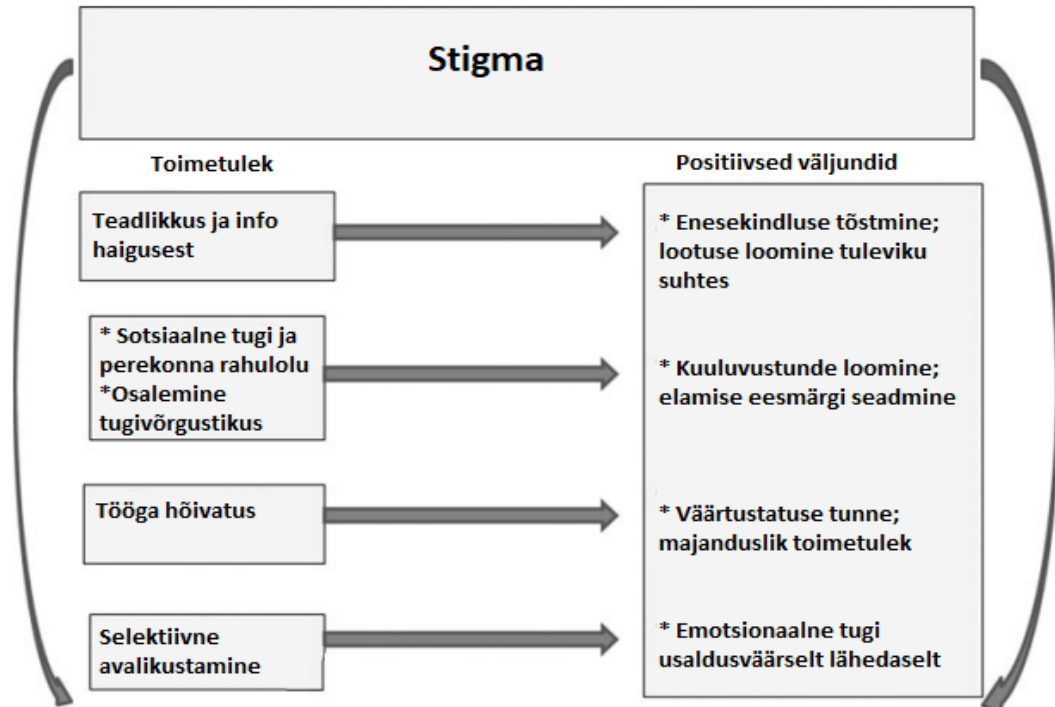 Stigma
Toimetulek
Positiivsed väljundid
Teadlikkus ja info
haigusest
* Enesekindluse tõstmine;
lootuse loomine tuleviku
suhtes
* Sotsiaalne tugi ja
perekonna rahulolu
*Osalemine
tugivõrgustikus
* Kuuluvustunde loomine;
elamise eesmärgi seadmine
Tööga hõivatus
* Väärtustatuse tunne;
majanduslik toimetulek
Selektiivne
avalikustamine
* Emotsionaalne tugi
usaldusväärselt lähedaselt